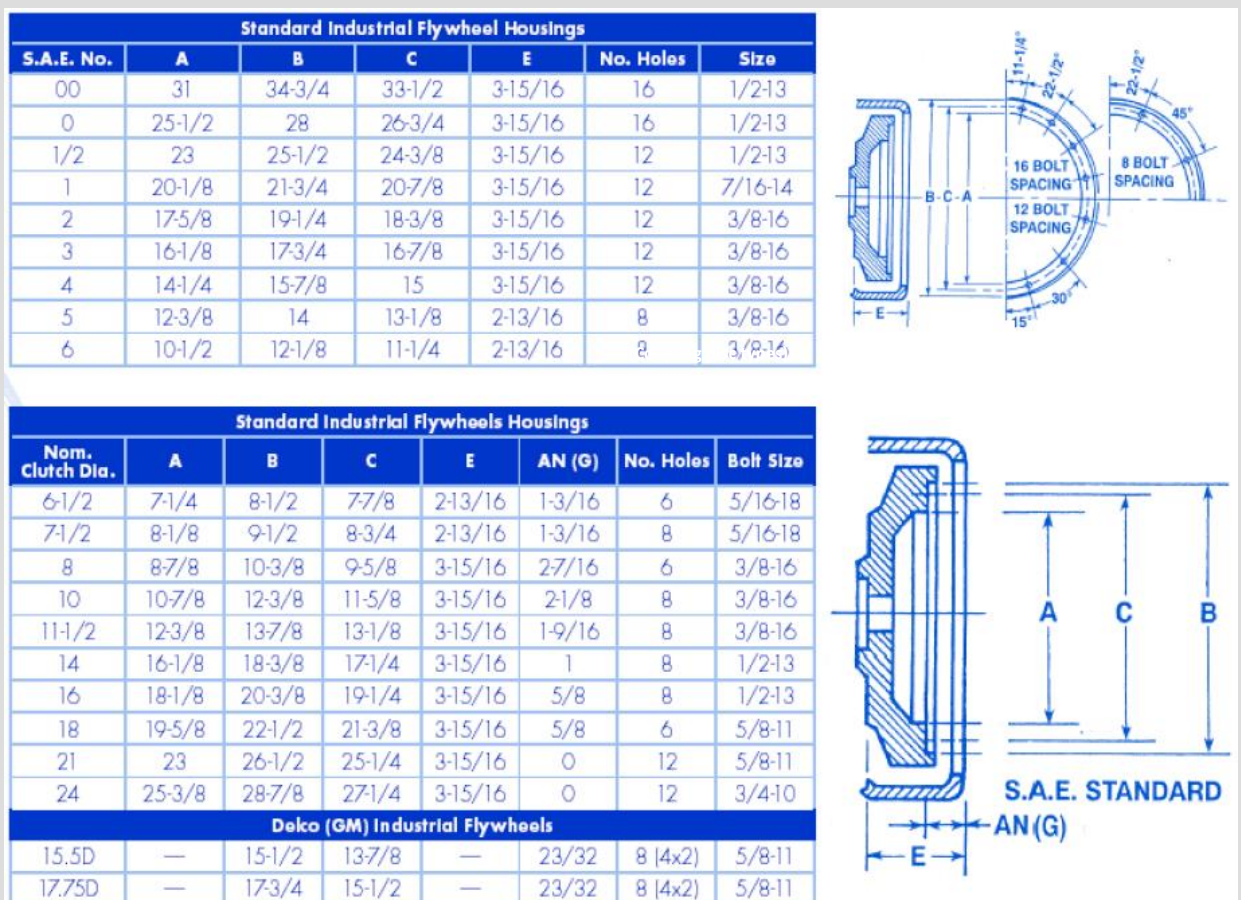 Standard Industrial Flywheel Housings
S.A.E. No. A B C E No. Holes Size
00 31 34-3/4 33-1/2 3-15/16 16 1/2-13
0 25-1/2 28 26-3/4 3-15/16 16 1/2-13
1/2 23 25-1/2 24-3/8 3-15/16 12 1/2-13
1 20-1/8 21-3/4 20-7/8 3-15/16 12 7/16-14
2 17-5/8 19-1/4 18-3/8 3-15/16 12 3/8-16
3 16-1/8 17-3/4 16-7/8 3-15/16 12 3/8-16
4 14-1/4 15-7/8 15 3-15/16 12 3/8-16
5 12-3/8 14 13-1/8 2-13/16 8 3/8-16
6 10-1/2 12-1/8 11-1/4 2-13/16 8 3/8-16
11-1/4°
22-1/2°
22-1/2°
45°
16 BOLT
SPACING
8 BOLT
SPACING
B-C-A
12 BOLT
SPACING
30°
15°
E
Standard Industrial Flywheels Housings
Nom.
Clutch Dia. A B C E AN (G) No. Holes Bolt Size
6-1/2 7-1/4 8-1/2 7-7/8 2-13/16 1-3/16 6 5/16-18
7-1/2 8-1/8 9-1/2 8-3/4 2-13/16 1-3/16 8 5/16-18
8 8-7/8 10-3/8 9-5/8 3-15/16 2-7/16 6 3/8-16
10 10-7/8 12-3/8 11-5/8 3-15/16 2-1/8 8 3/8-16
11-1/2 12-3/8 13-7/8 13-1/8 3-15/16 1-9/16 8 3/8-16
14 16-1/8 18-3/8 17-1/4 3-15/16 1 8 1/2-13
16 18-1/8 20-3/8 19-1/4 3-15/16 5/8 8 1/2-13
18 19-5/8 22-1/2 21-3/8 3-15/16 5/8 6 5/8-11
21 23 26-1/2 25-1/4 3-15/16 0 12 5/8-11
24 25-3/8 28-7/8 27-1/4 3-15/16 0 12 3/4-10
Delco (GM) Industrial Flywheels
15.5D — 15-1/2 13-7/8 — 23/32 8 (4x2) 5/8-11
17.75D — 17-3/4 15-1/2 — 23/32 8 (4x2) 5/8-11
A C B
S.A.E. STANDARD
AN(G)
E